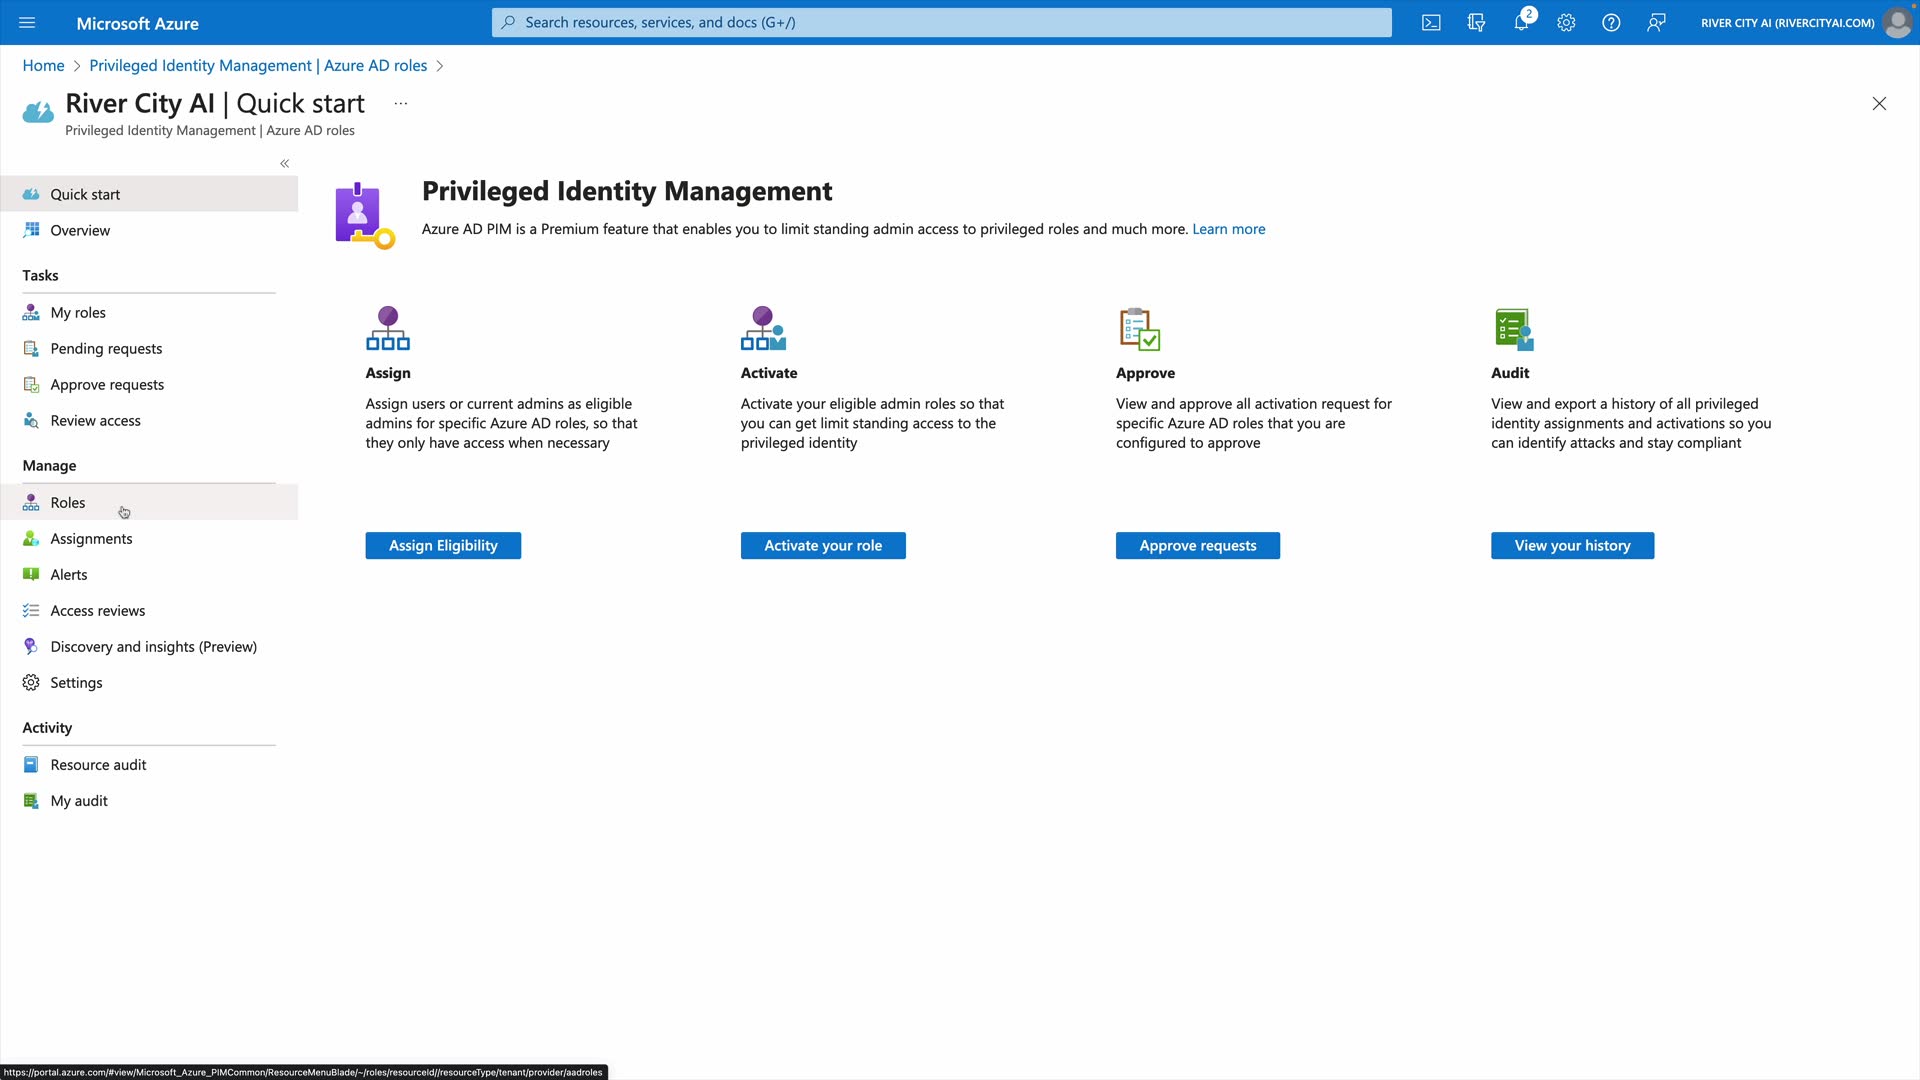 Microsoft Azure
Search resources, services, and docs (G+/)
2
RIVER CITY AI (RIVERCITYAI.COM)
Home > Privileged Identity Management | Azure AD roles >
River City AI | Quick start ...
Privileged Identity Management | Azure AD roles
«
Quick start
Overview
Tasks
My roles
Pending requests
Approve requests
Review access
Manage
Roles
Assignments
Alerts
Access reviews
Discovery and insights (Preview)
Settings
Activity
Resource audit
My audit
Privileged Identity Management
Azure AD PIM is a Premium feature that enables you to limit standing admin access to privileged roles and much more. Learn more
Assign
Assign users or current admins as eligible
admins for specific Azure AD roles, so that
they only have access when necessary
Assign Eligibility
Activate
Activate your eligible admin roles so that
you can get limit standing access to the
privileged identity
Activate your role
Approve
View and approve all activation request for
specific Azure AD roles that you are
configured to approve
Approve requests
Audit
View and export a history of all privileged
identity assignments and activations so you
can identify attacks and stay compliant
View your history
https://portal.azure.com/#view/Microsoft_Azure_PIMCommon/ResourceMenuBlade/~/roles/resourceId//resourceType/tenant/provider/aadroles